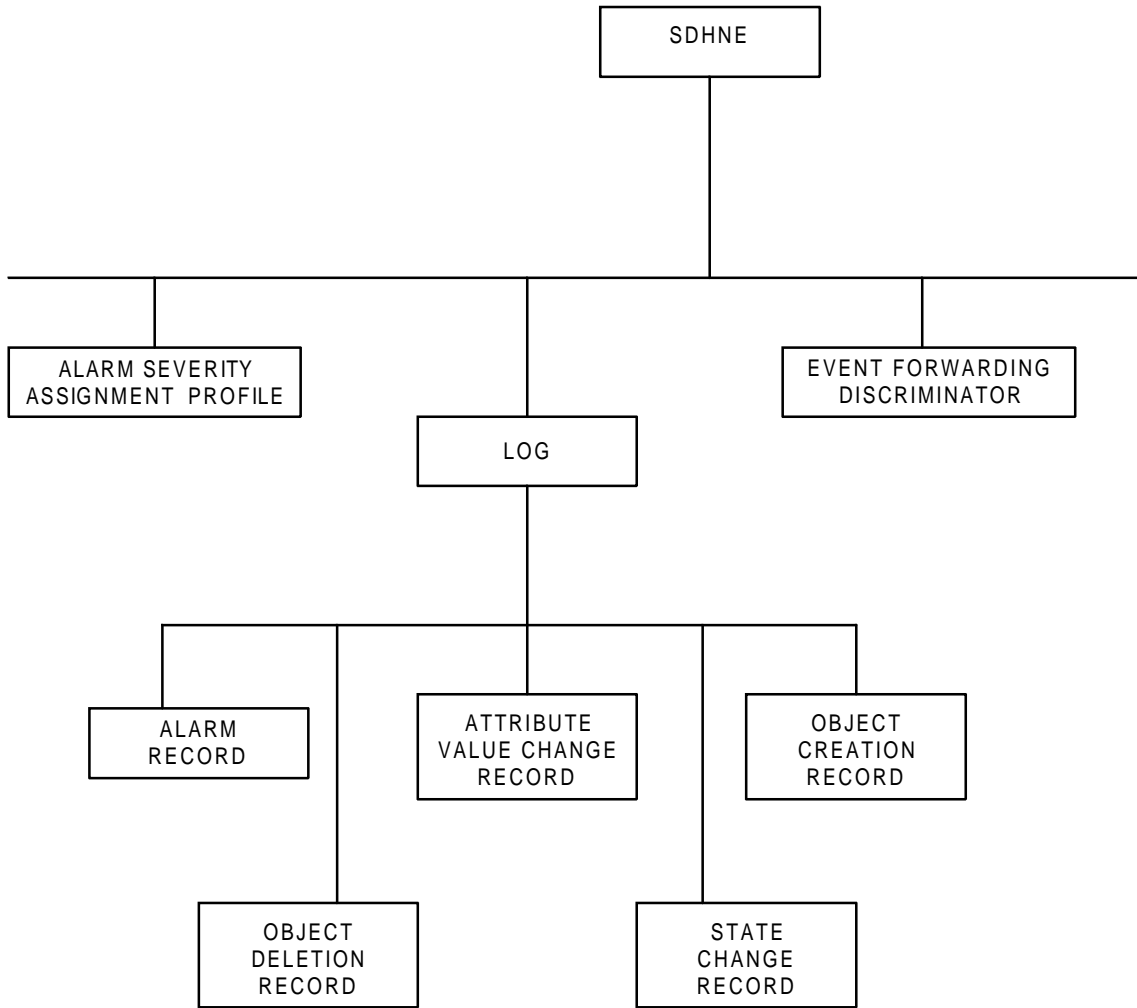 SDHNE
ALARM SEVERITY
ASSIGNMENT PROFILE
EVENT FORWARDING
DISCRIMINATOR
LOG
ALARM
RECORD
ATTRIBUTE
VALUE CHANGE
RECORD
OBJECT
CREATION
RECORD
OBJECT
DELETION
RECORD
STATE
CHANGE
RECORD